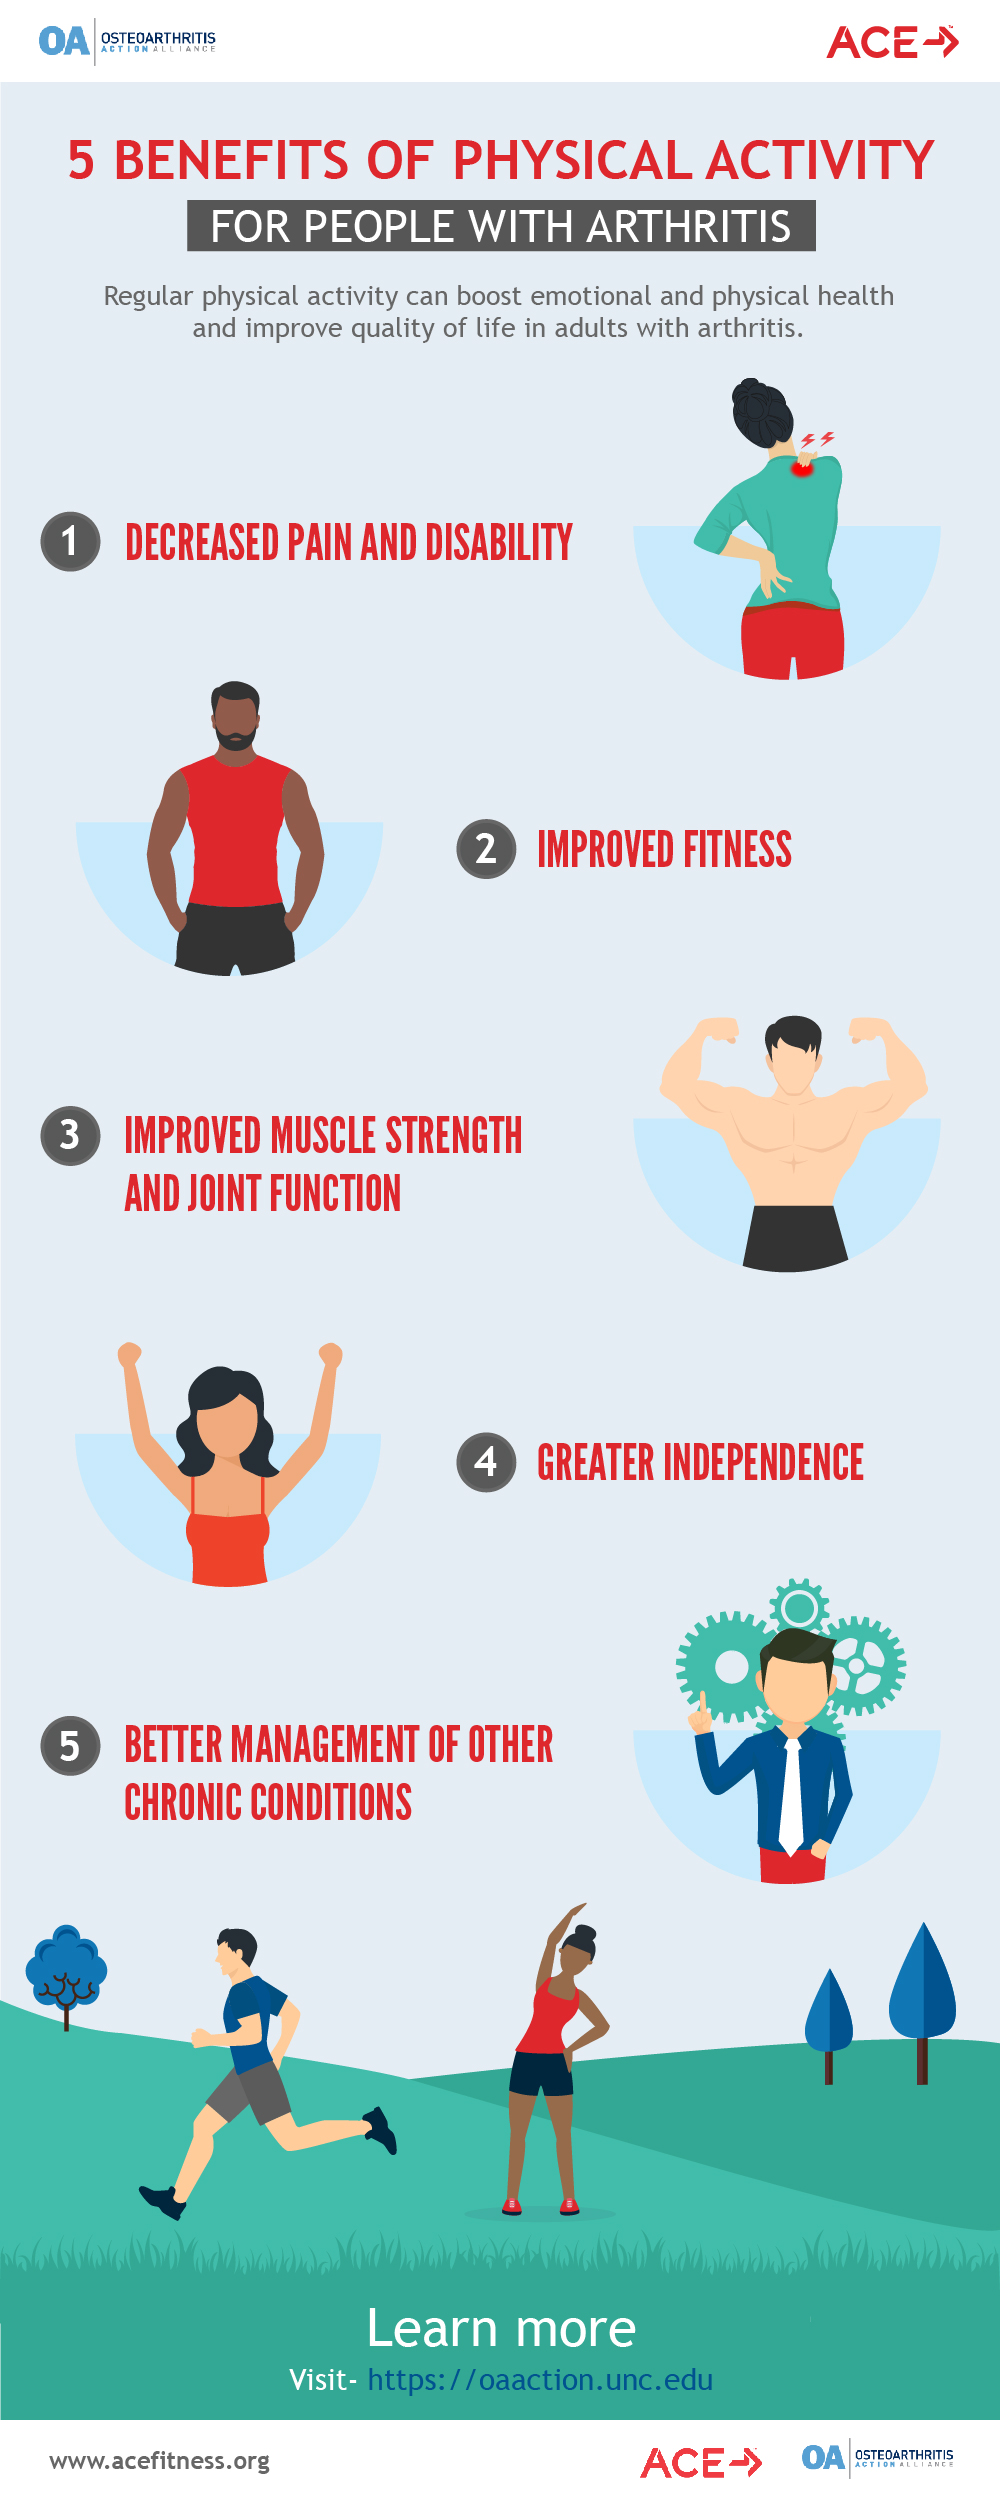 OA OSTEOARTHRITIS
ACTION ALLIANCE
ACE
5 BENEFITS OF PHYSICAL ACTIVITY
FOR PEOPLE WITH ARTHRITIS
Regular physical activity can boost emotional and physical health
and improve quality of life in adults with arthritis.
1 DECREASED PAIN AND DISABILITY
2 IMPROVED FITNESS
3 IMPROVED MUSCLE STRENGTH
AND JOINT FUNCTION
4 GREATER INDEPENDENCE
5 BETTER MANAGEMENT OF OTHER
CHRONIC CONDITIONS
Learn more
Visit- https://oaaction.unc.edu
www.acefitness.org
ACE
OA OSTEOARTHRITIS
ACTION ALLIANCE